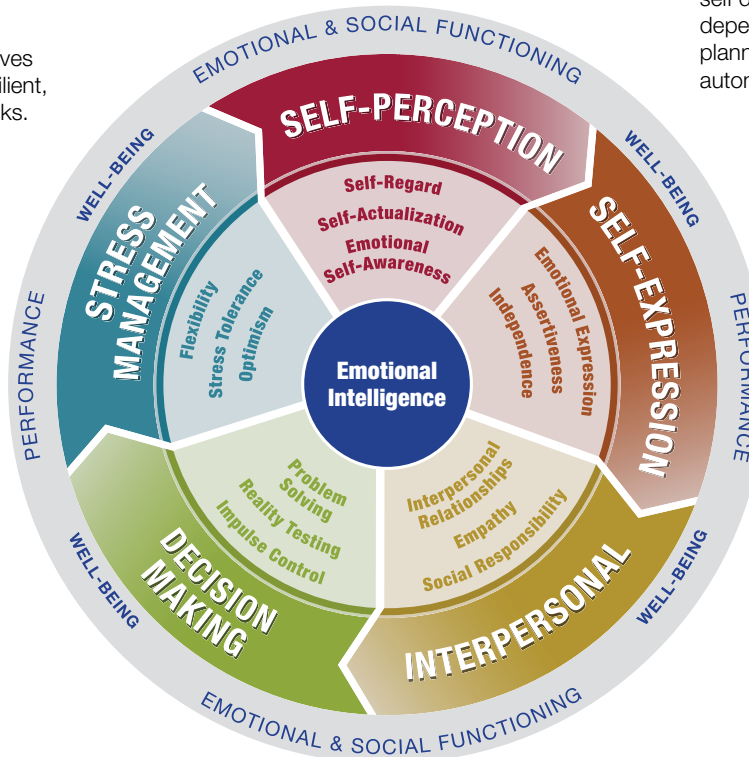 ves
ilient,
ks.
self-d
depe
plann
autor
EMOTIONAL & SOCIAL FUNCTIONING
WELL-BEING
WELL-BEING
PERFORMANCE
PERFORMANCE
WELL-BEING
WELL-BEING
EMOTIONAL & SOCIAL FUNCTIONING
SELF-PERCEPTION
Self-Regard
Self-Actualization
Emotional
Self-Awareness
SELF-EXPRESSION
Emotional Expression
Assertiveness
Independence
INTERPERSONAL
Interpersonal
Relationships
Empathy
Social Responsibility
DECISION
MAKING
Problem
Solving
Reality Testing
Impulse Control
STRESS
MANAGEMENT
Flexibility
Stress Tolerance
Optimism
Emotional
Intelligence